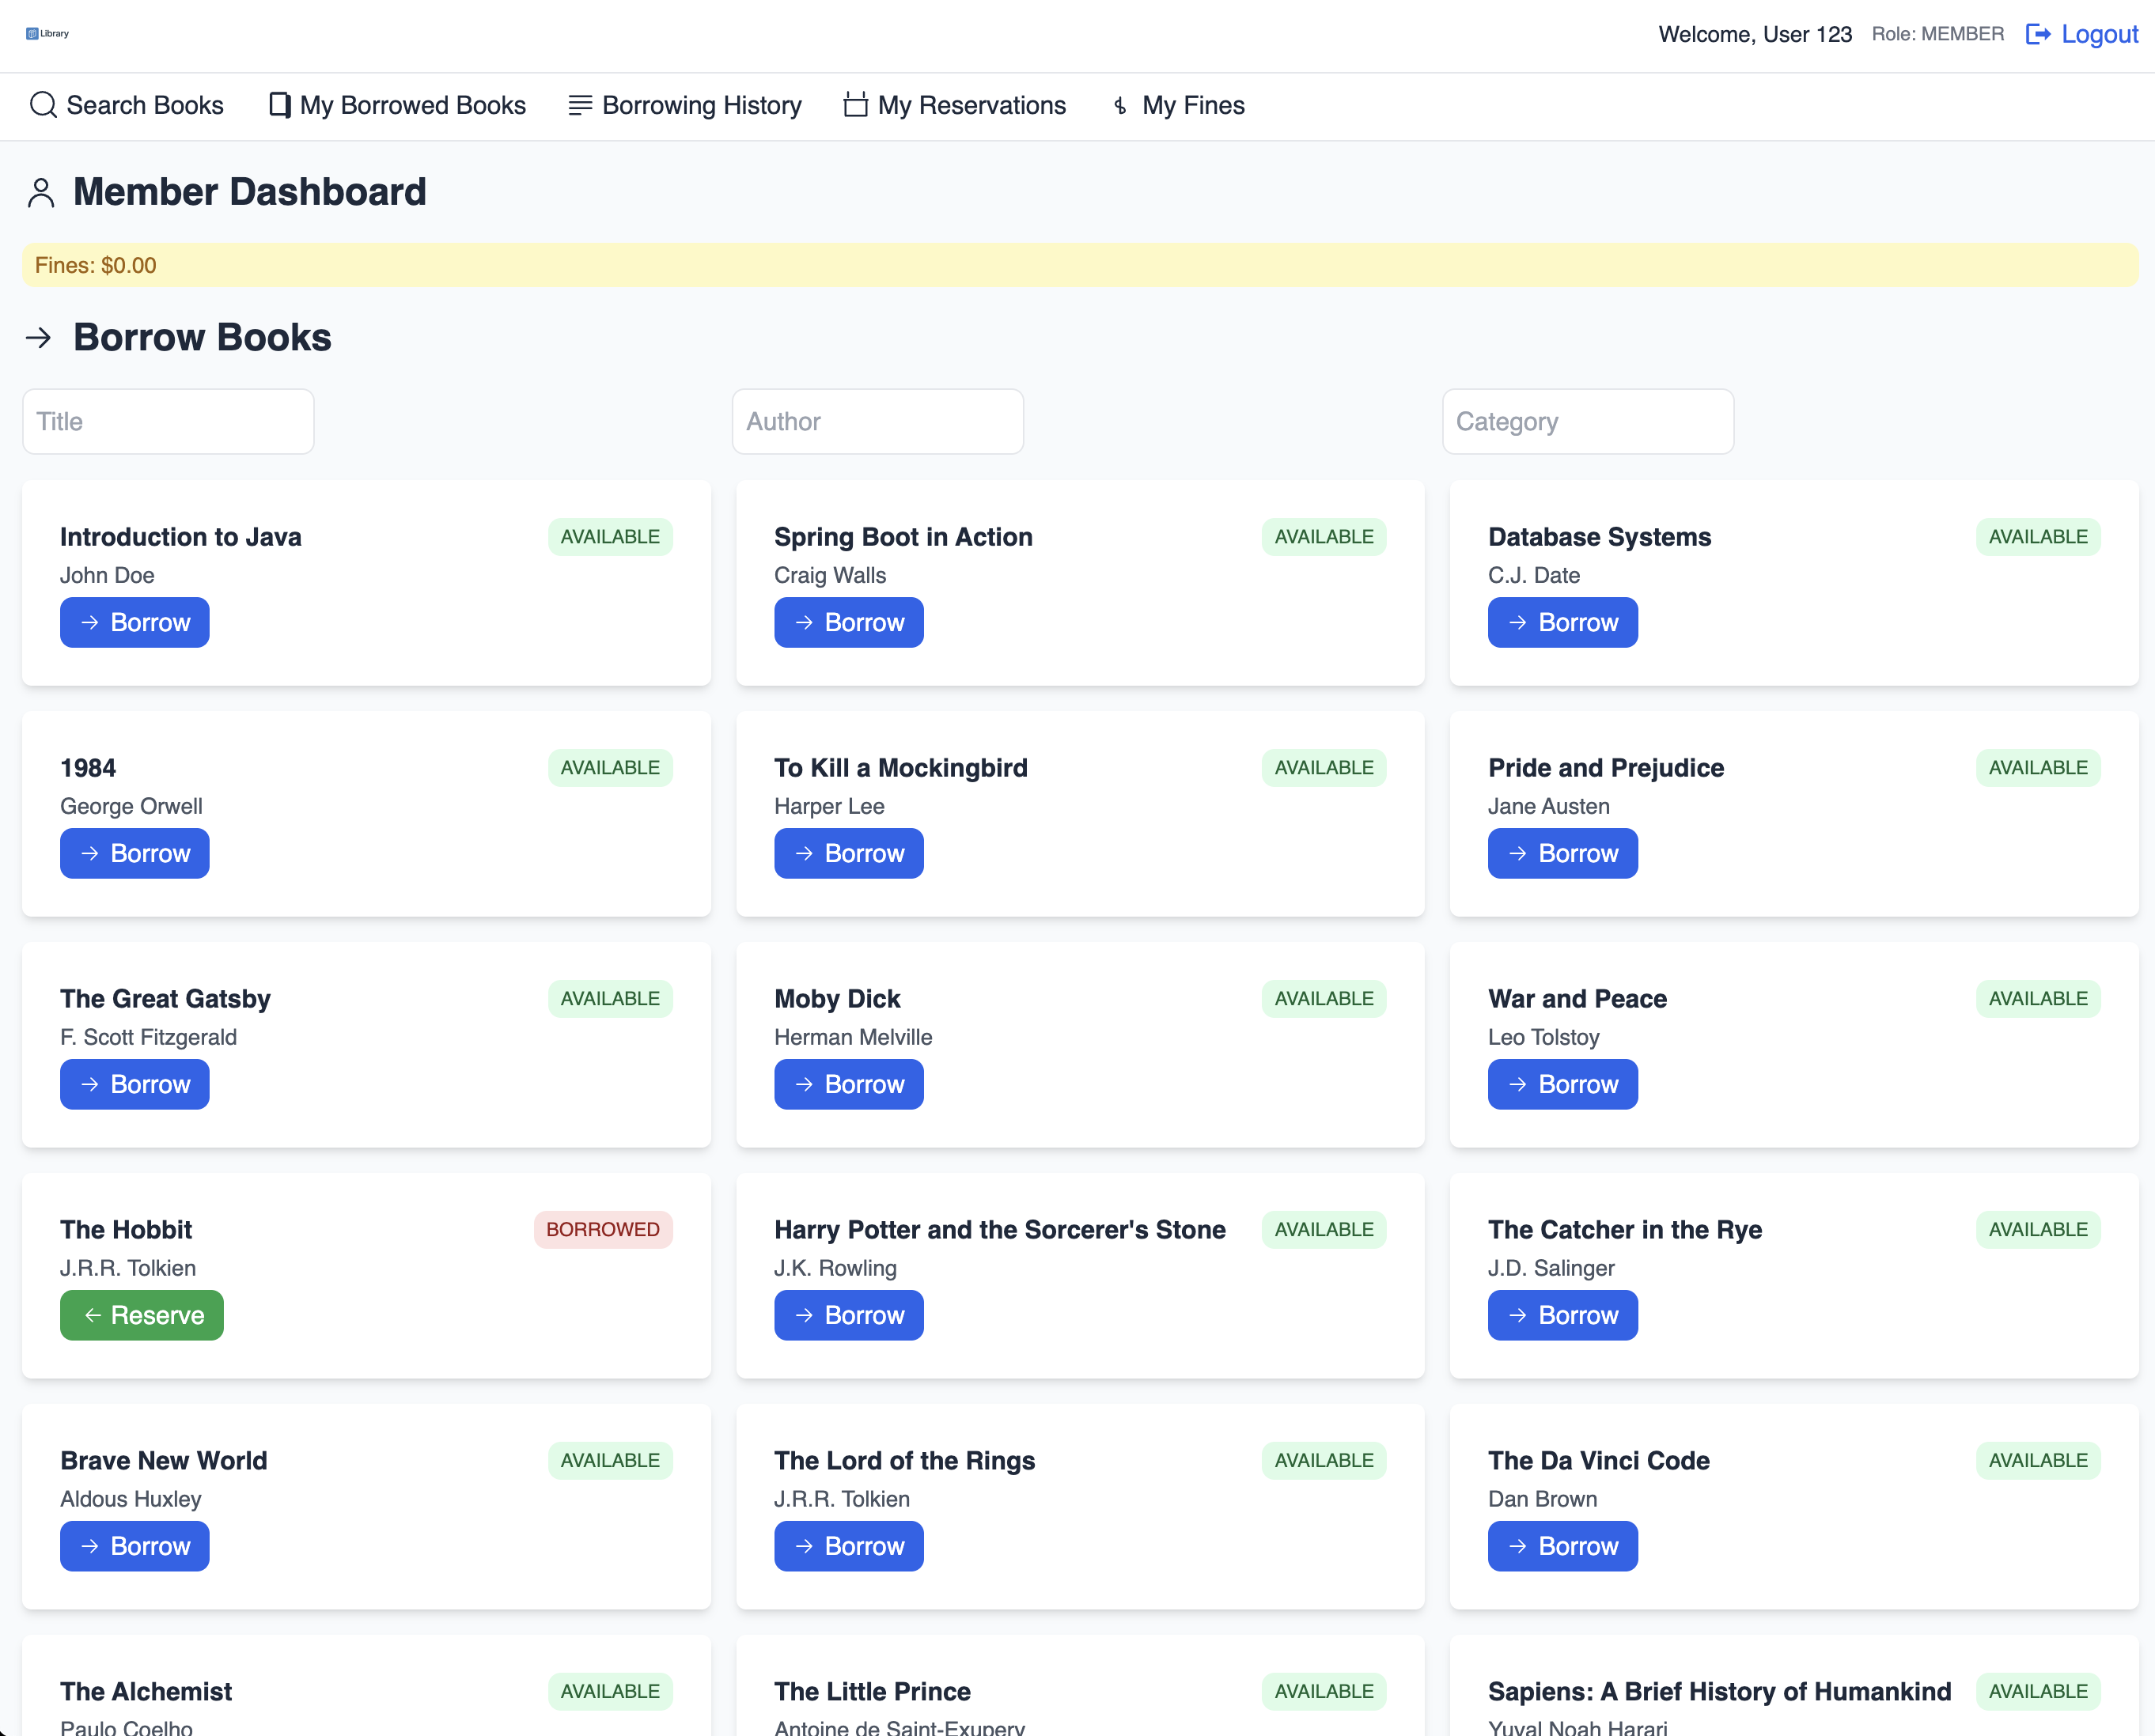 Library
Welcome, User 123 Role: MEMBER Logout
Search Books My Borrowed Books Borrowing History My Reservations My Fines
Member Dashboard
Fines: $0.00
Borrow Books
Title Author Category
Introduction to Java AVAILABLE
John Doe
Borrow
Spring Boot in Action AVAILABLE
Craig Walls
Borrow
Database Systems AVAILABLE
C.J. Date
Borrow
1984 AVAILABLE
George Orwell
Borrow
To Kill a Mockingbird AVAILABLE
Harper Lee
Borrow
Pride and Prejudice AVAILABLE
Jane Austen
Borrow
The Great Gatsby AVAILABLE
F. Scott Fitzgerald
Borrow
Moby Dick AVAILABLE
Herman Melville
Borrow
War and Peace AVAILABLE
Leo Tolstoy
Borrow
The Hobbit BORROWED
J.R.R. Tolkien
Reserve
Harry Potter and the Sorcerer's Stone AVAILABLE
J.K. Rowling
Borrow
The Catcher in the Rye AVAILABLE
J.D. Salinger
Borrow
Brave New World AVAILABLE
Aldous Huxley
Borrow
The Lord of the Rings AVAILABLE
J.R.R. Tolkien
Borrow
The Da Vinci Code AVAILABLE
Dan Brown
Borrow
The Alchemist AVAILABLE
Paulo Coelho
The Little Prince AVAILABLE
Antoine de Saint-Exupery
Sapiens: A Brief History of Humankind AVAILABLE
Yuval Noah Harari